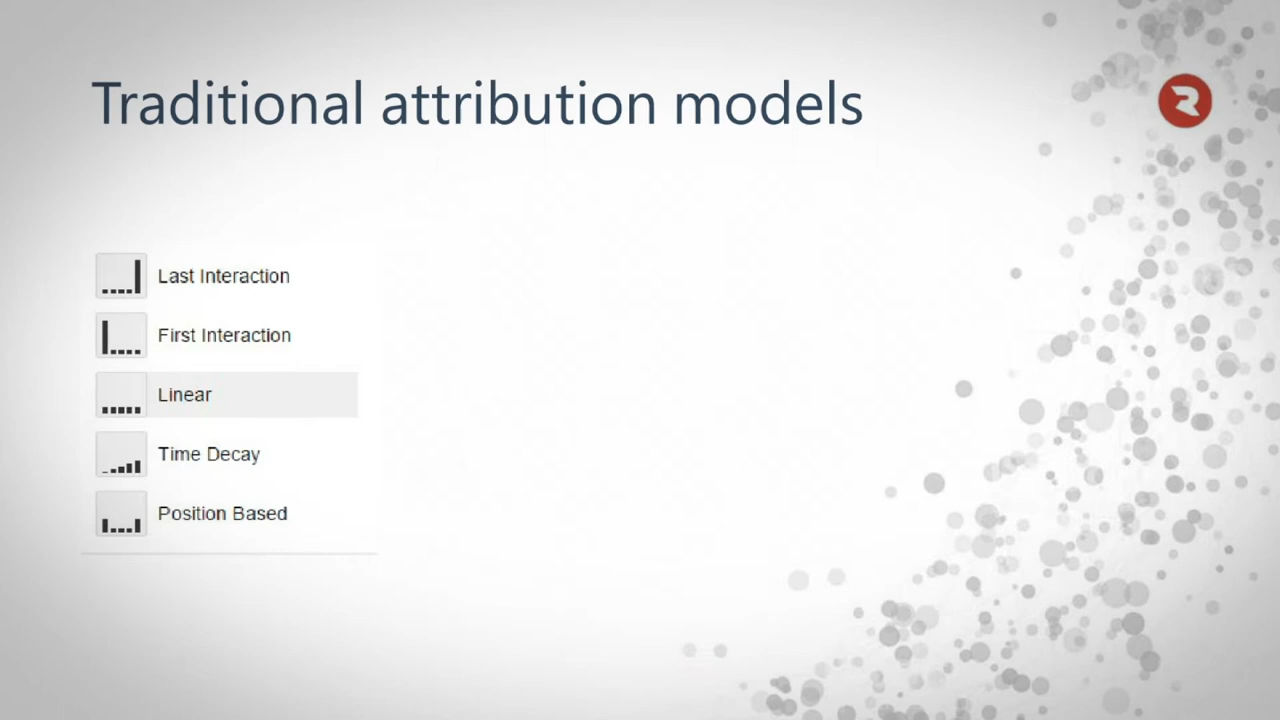 Traditional attribution models
Last Interaction
First Interaction
Linear
Time Decay
Position Based